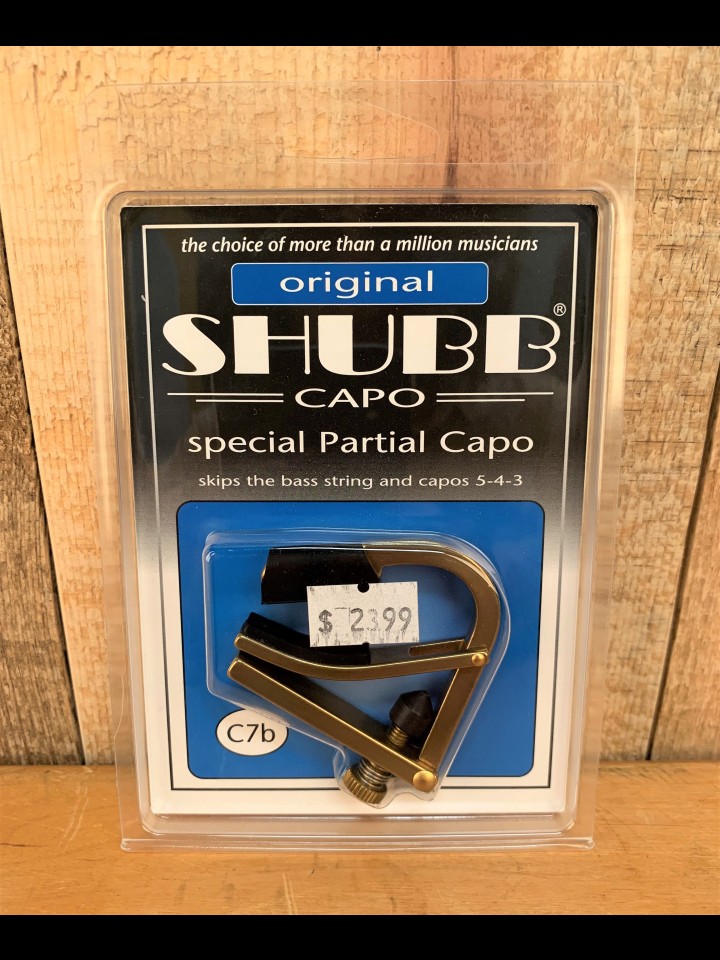 the choice of more than a million musicians
original
SHUBB®
CAPO
special Partial Capo
skips the bass string and capos 5-4-3
$ 23.99
C7b